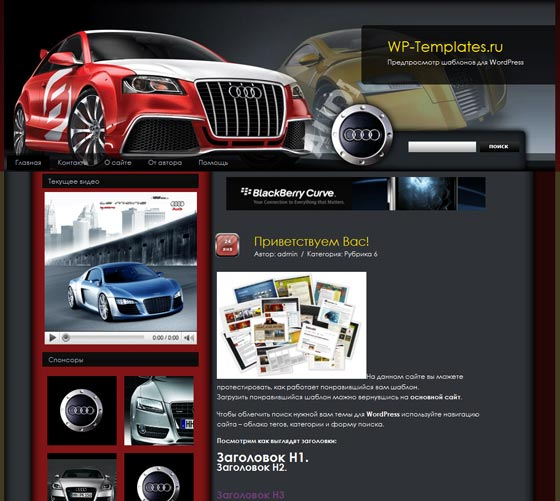 WP-Templates.ru
Предпросмотр шаблонов для WordPress
поиск
Главная Контакты О сайте От автора Помощь
Текущее видео
BlackBerry Curve.
Your Connection to Everything that Matters.
24
янв
Приветствуем Вас!
Автор: admin / Категория: Рубрика 6
Le mans
Audi
0:00 / 0:00
На данном сайте вы можете
протестировать, как работает понравившийся вам шаблон.
Загрузить понравившийся шаблон можно вернувшись на основной сайт.
Спонсоры
Чтобы облегчить поиск нужной вам темы для WordPress используйте навигацию
сайта – облако тегов, категории и форму поиска.
Посмотрим как выглядят заголовки:
Заголовок H1.
Заголовок H2.
Заголовок H3